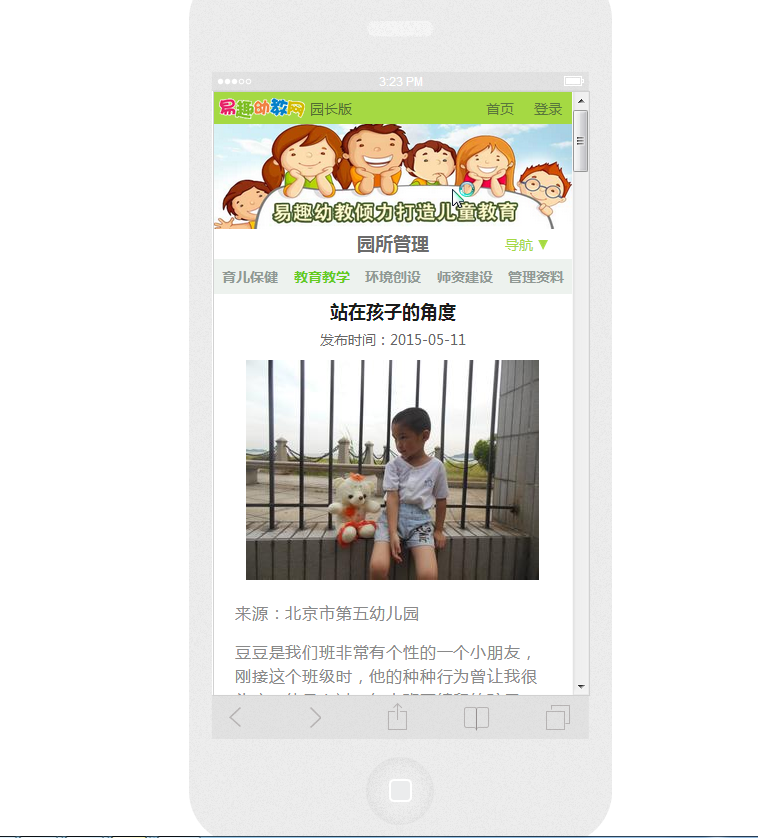 3:23 PM
易趣幼教网 园长版 首页 登录
易趣幼教倾力打造儿童教育
园所管理 导航 ▼
育儿保健 教育教学 环境创设 师资建设 管理资料
站在孩子的角度
发布时间：2015-05-11
来源：北京市第五幼儿园
豆豆是我们班非常有个性的一个小朋友，
刚接这个班级时，他的种种行为曾让我很